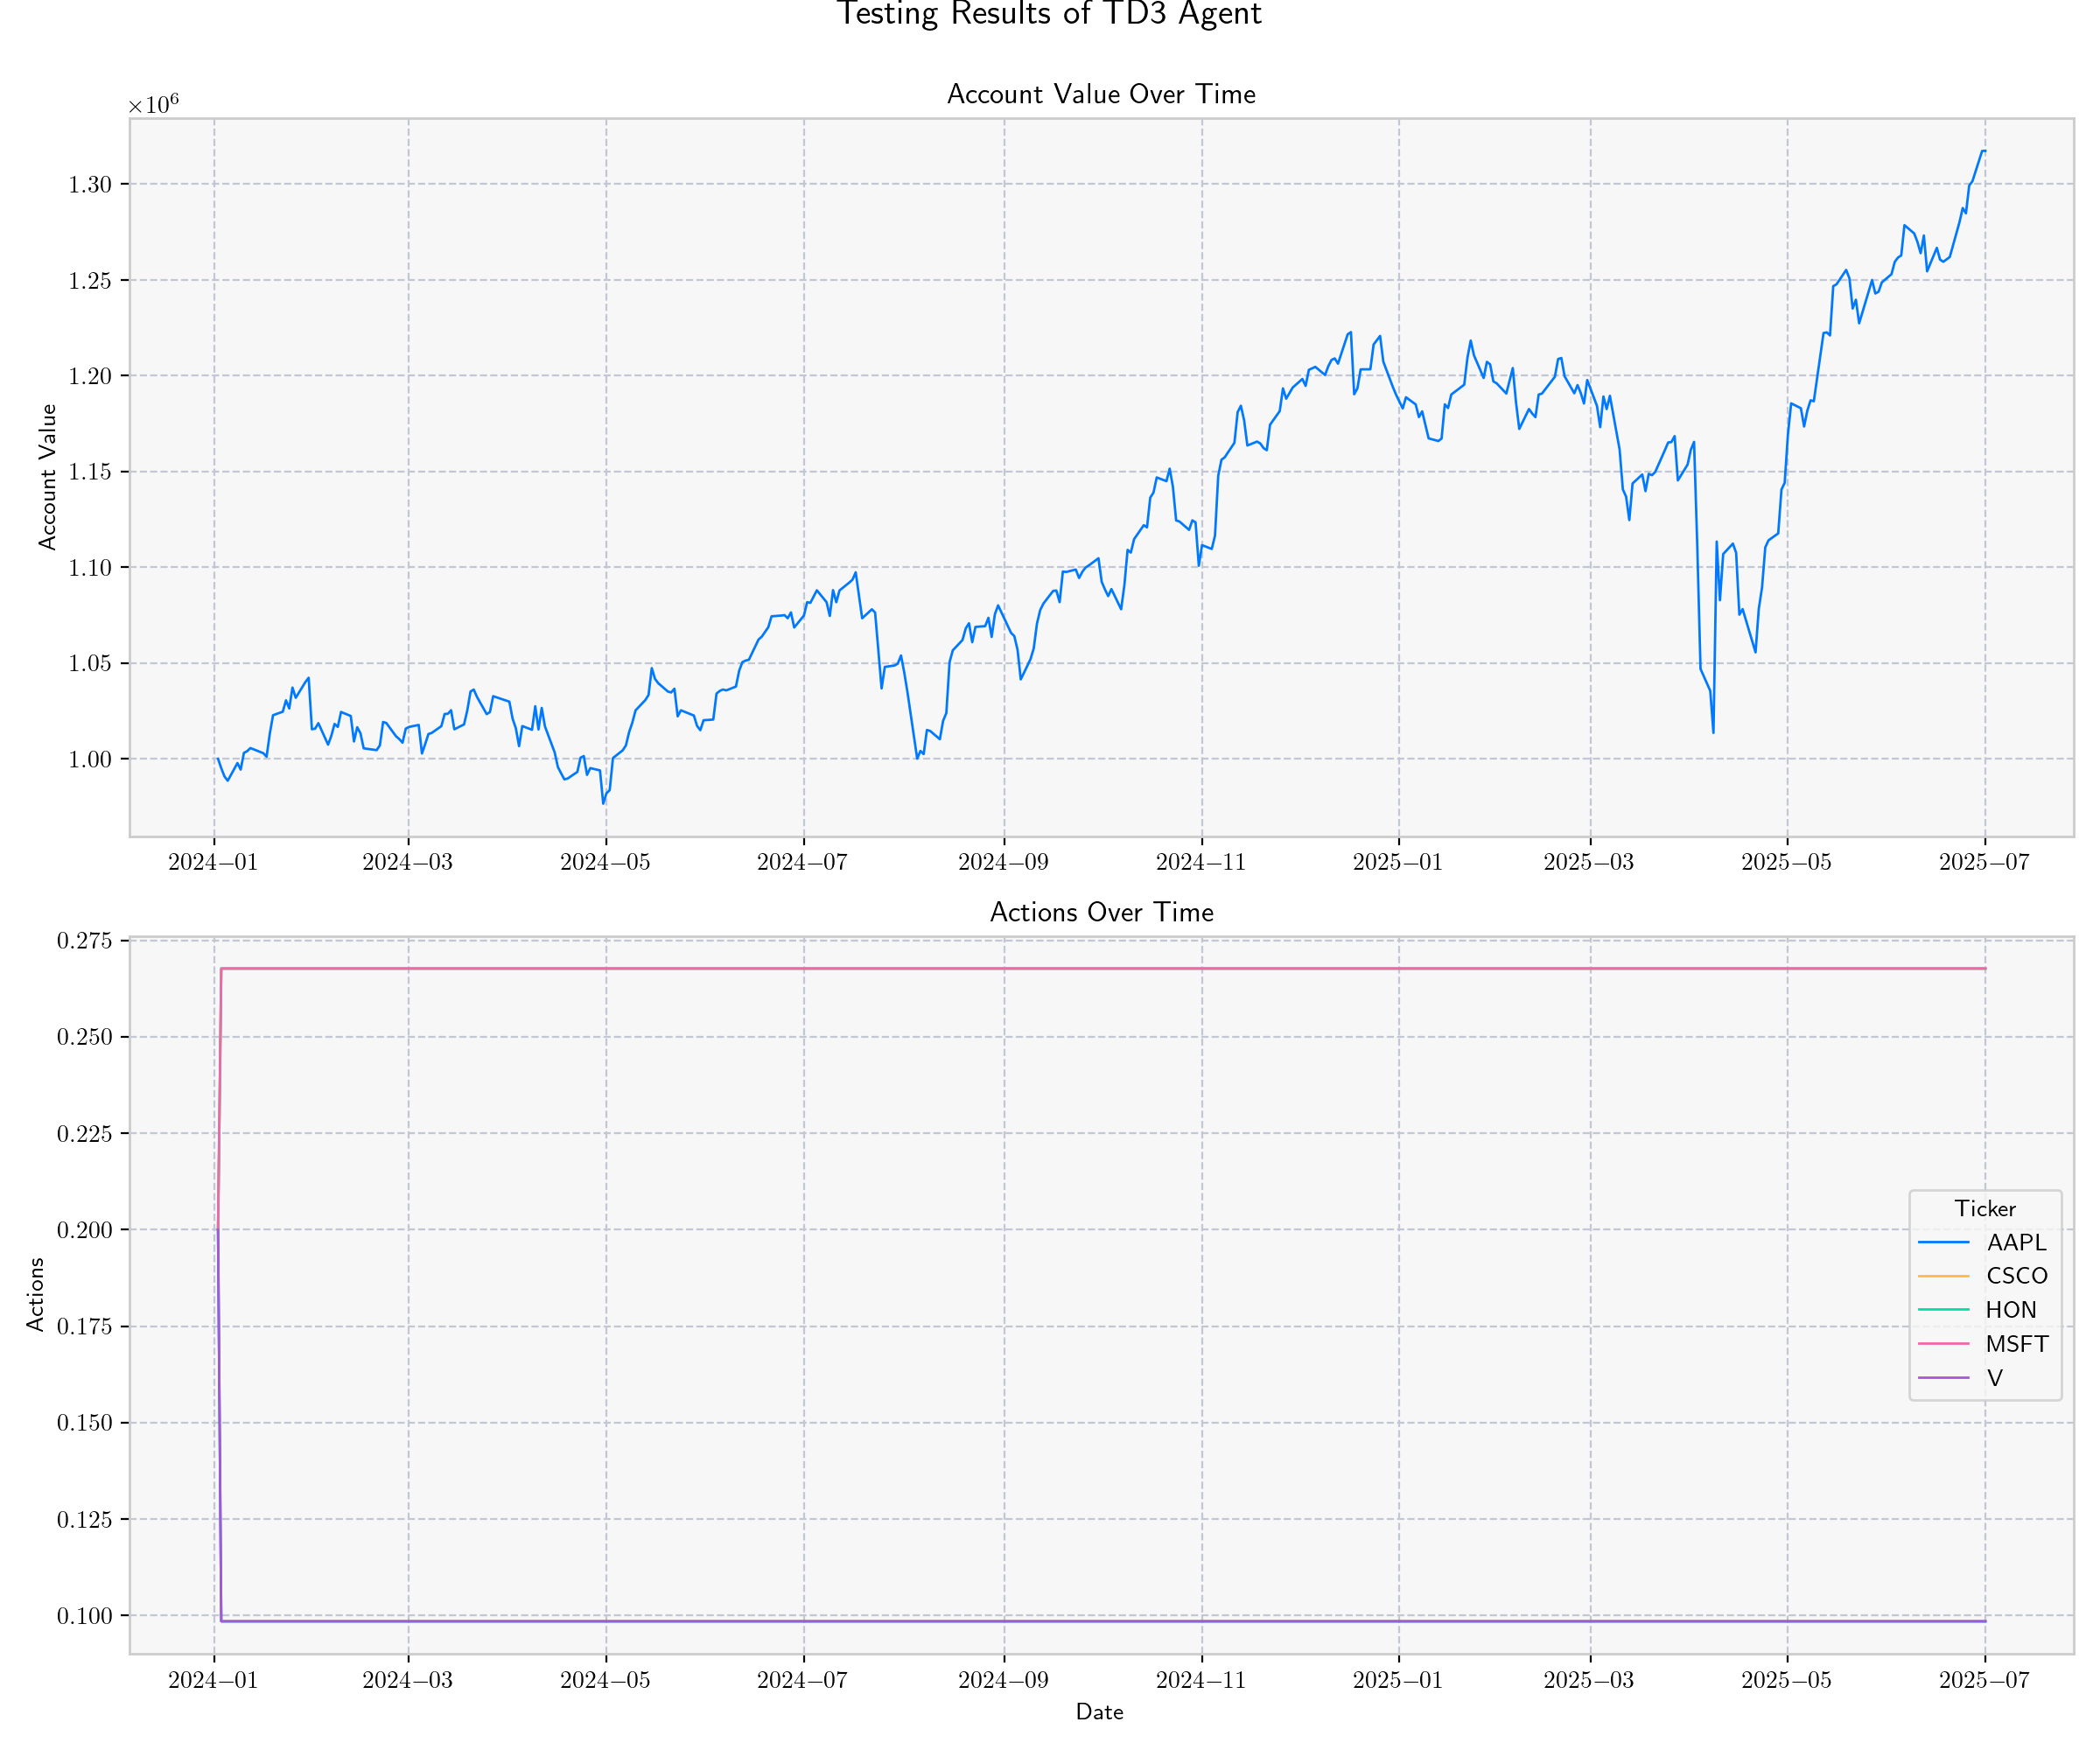 Testing Results of TD3 Agent
Account Value Over Time
×10⁶
1.30
1.25
1.20
1.15
1.10
1.05
1.00
Account Value
2024–01 2024–03 2024–05 2024–07 2024–09 2024–11 2025–01 2025–03 2025–05 2025–07
Actions Over Time
0.275
0.250
0.225
0.200
0.175
0.150
0.125
0.100
Actions
Ticker
AAPL
CSCO
HON
MSFT
V
2024–01 2024–03 2024–05 2024–07 2024–09 2024–11 2025–01 2025–03 2025–05 2025–07
Date